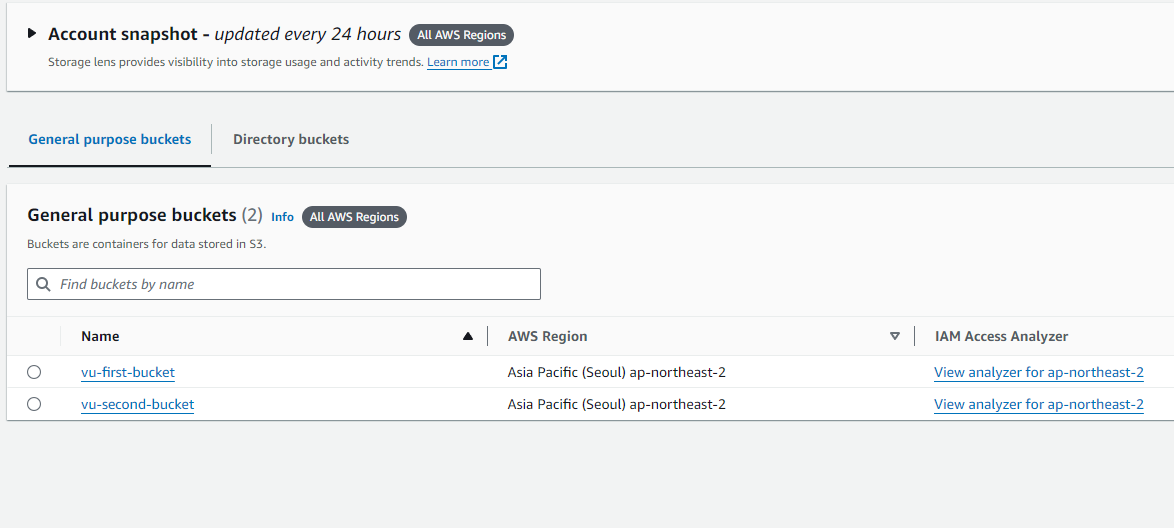 Account snapshot - updated every 24 hours All AWS Regions
Storage lens provides visibility into storage usage and activity trends. Learn more
General purpose buckets Directory buckets
General purpose buckets (2) Info All AWS Regions
Buckets are containers for data stored in S3.
Find buckets by name
Name AWS Region IAM Access Analyzer
vu-first-bucket Asia Pacific (Seoul) ap-northeast-2 View analyzer for ap-northeast-2
vu-second-bucket Asia Pacific (Seoul) ap-northeast-2 View analyzer for ap-northeast-2